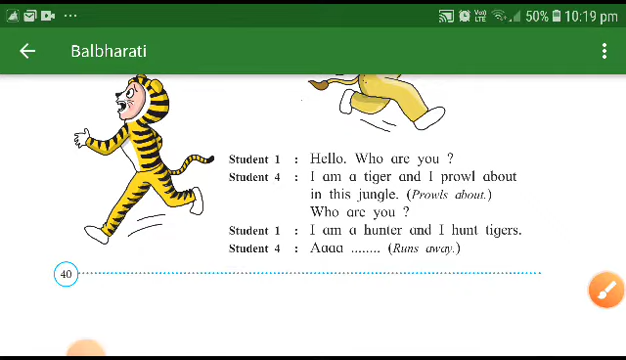 50% 10:19 pm
Balbharati
Student 1 : Hello. Who are you ?
Student 4 : I am a tiger and I prowl about
in this jungle. (Prowls about.)
Who are you ?
Student 1 : I am a hunter and I hunt tigers.
Student 4 : Aaaa ........ (Runs away.)
40